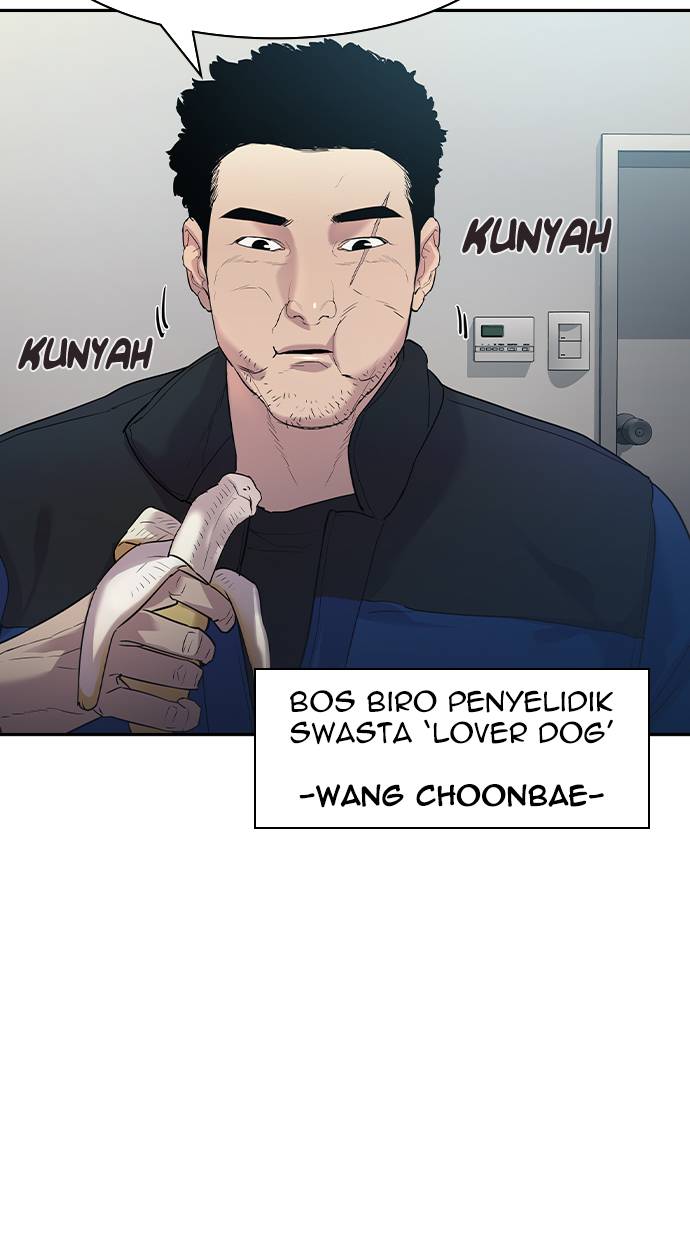 KUNYAH
KUNYAH
BOS BIRO PENYELIDIK
SWASTA ‘LOVER DOG’
-WANG CHOONBAE-